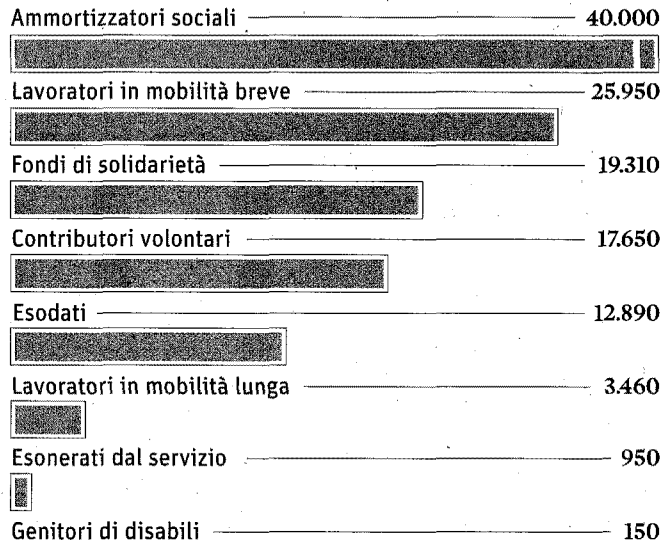 Ammortizzatori sociali 40.000
Lavoratori in mobilità breve 25.950
Fondi di solidarietà 19.310
Contributori volontari 17.650
Esodati 12.890
Lavoratori in mobilità lunga 3.460
Esonerati dal servizio 950
Genitori di disabili 150